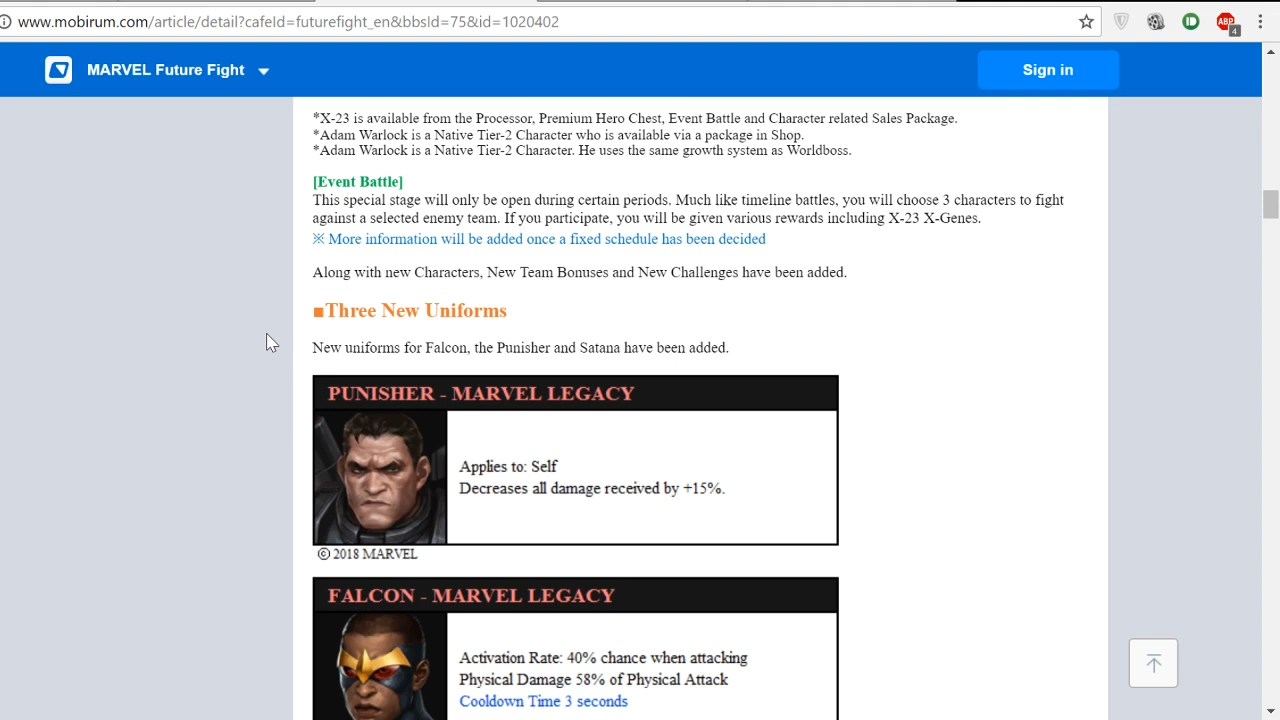 www.mobirum.com/article/detail?cafeId=futurefight_en&bbsId=75&id=1020402
ABP
4
MARVEL Future Fight
Sign in
*X-23 is available from the Processor, Premium Hero Chest, Event Battle and Character related Sales Package.
*Adam Warlock is a Native Tier-2 Character who is available via a package in Shop.
*Adam Warlock is a Native Tier-2 Character. He uses the same growth system as Worldboss.
[Event Battle]
This special stage will only be open during certain periods. Much like timeline battles, you will choose 3 characters to fight
against a selected enemy team. If you participate, you will be given various rewards including X-23 X-Genes.
※ More information will be added once a fixed schedule has been decided
Along with new Characters, New Team Bonuses and New Challenges have been added.
■Three New Uniforms
New uniforms for Falcon, the Punisher and Satana have been added.
PUNISHER - MARVEL LEGACY
Applies to: Self
Decreases all damage received by +15%.
© 2018 MARVEL
FALCON - MARVEL LEGACY
Activation Rate: 40% chance when attacking
Physical Damage 58% of Physical Attack
Cooldown Time 3 seconds